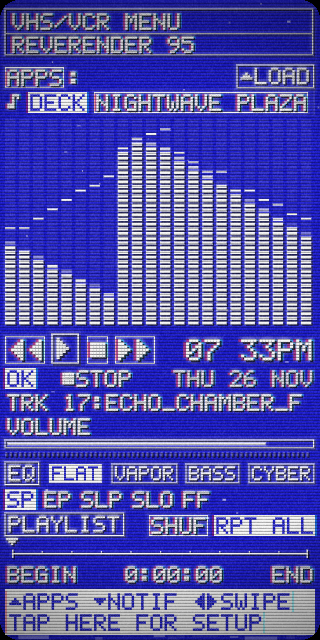 VHS/VCR MENU
REVERENDER 95
APPS: ▲LOAD
♪ DECK NIGHTWAVE PLAZA
07 33PM
OK ■STOP THU 26 NOV
TRK 17:ECHO_CHAMBER_F
VOLUME
EQ FLAT VAPOR BASS CYBER
SP EP SLP SLO FF
PLAYLIST SHUF RPT ALL
BEGIN 0:00:00 END
▲APPS ▼NOTIF ◀▶SWIPE
TAP HERE FOR SETUP